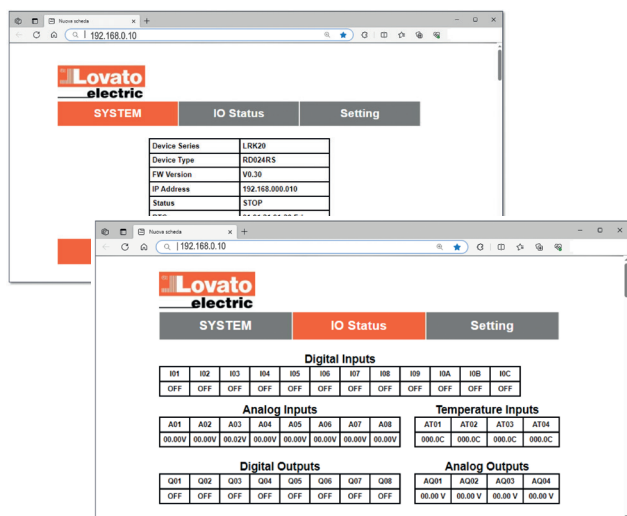 Nuova scheda
192.168.0.10
Lovato
electric
SYSTEM IO Status Setting
Device Series LRK20
Device Type RD024RS
FW Version V0.30
IP Address 192.168.000.010
Status STOP
Nuova scheda
192.168.0.10
Lovato
electric
SYSTEM IO Status Setting
Digital Inputs
I01 I02 I03 I04 I05 I06 I07 I08 I09 I0A I0B I0C
OFF OFF OFF OFF OFF OFF OFF OFF OFF OFF OFF OFF
Analog Inputs Temperature Inputs
A01 A02 A03 A04 A05 A06 A07 A08 AT01 AT02 AT03 AT04
00.00V 00.00V 00.02V 00.00V 00.00V 00.00V 00.00V 00.00V 000.0C 000.0C 000.0C 000.0C
Digital Outputs Analog Outputs
Q01 Q02 Q03 Q04 Q05 Q06 Q07 Q08 AQ01 AQ02 AQ03 AQ04
OFF OFF OFF OFF OFF OFF OFF OFF 00.00 V 00.00 V 00.00 V 00.00 V